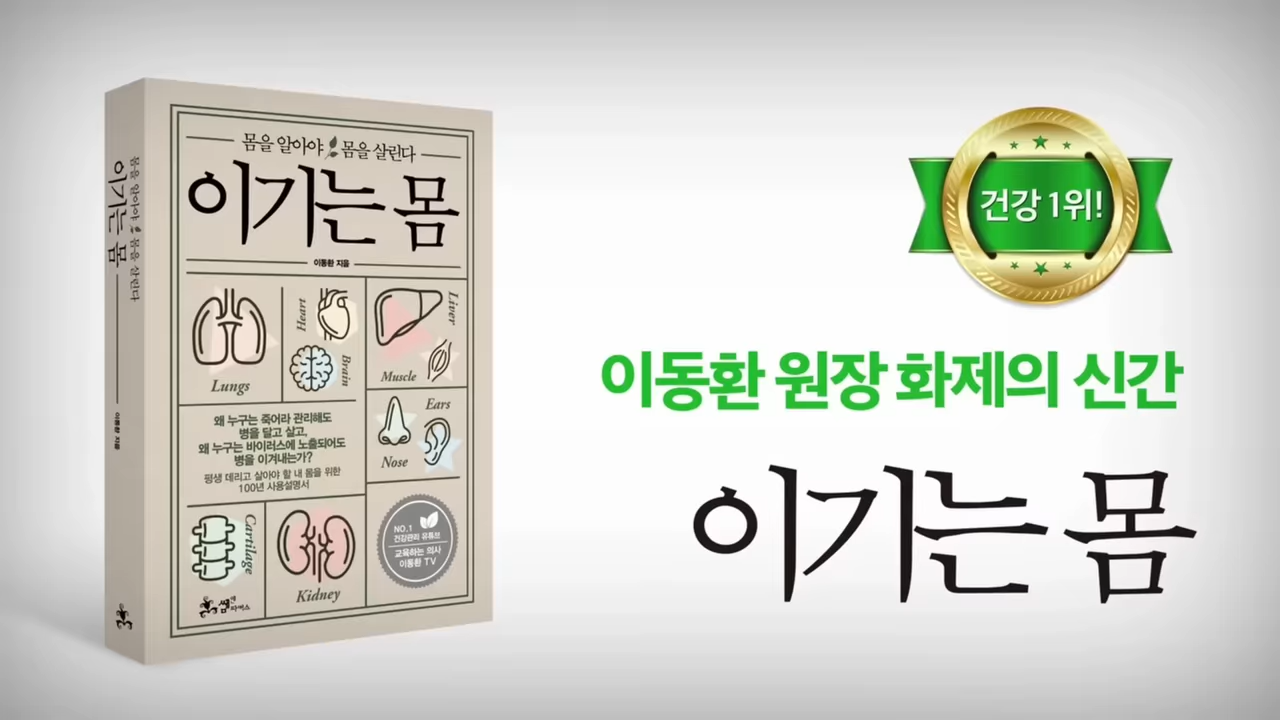 몸을 알아야 몸을 살린다
이기는 몸
이동환 지음
몸을 알아야 몸을 살린다
이기는 몸
이동환 지음
Lungs
Heart
Brain
Liver
Muscle
Ears
Nose
왜 누구는 죽어라 관리해도
병을 달고 살고,
왜 누구는 바이러스에 노출되어도
병을 이겨내는가?
평생 데리고 살아야 할 내 몸을 위한
100년 사용설명서
Cartilage
Kidney
NO.1
건강관리 유튜브
교육하는 의사
이동환 TV
쌤앤파커스
건강 1위!
이동환 원장 화제의 신간
이기는 몸